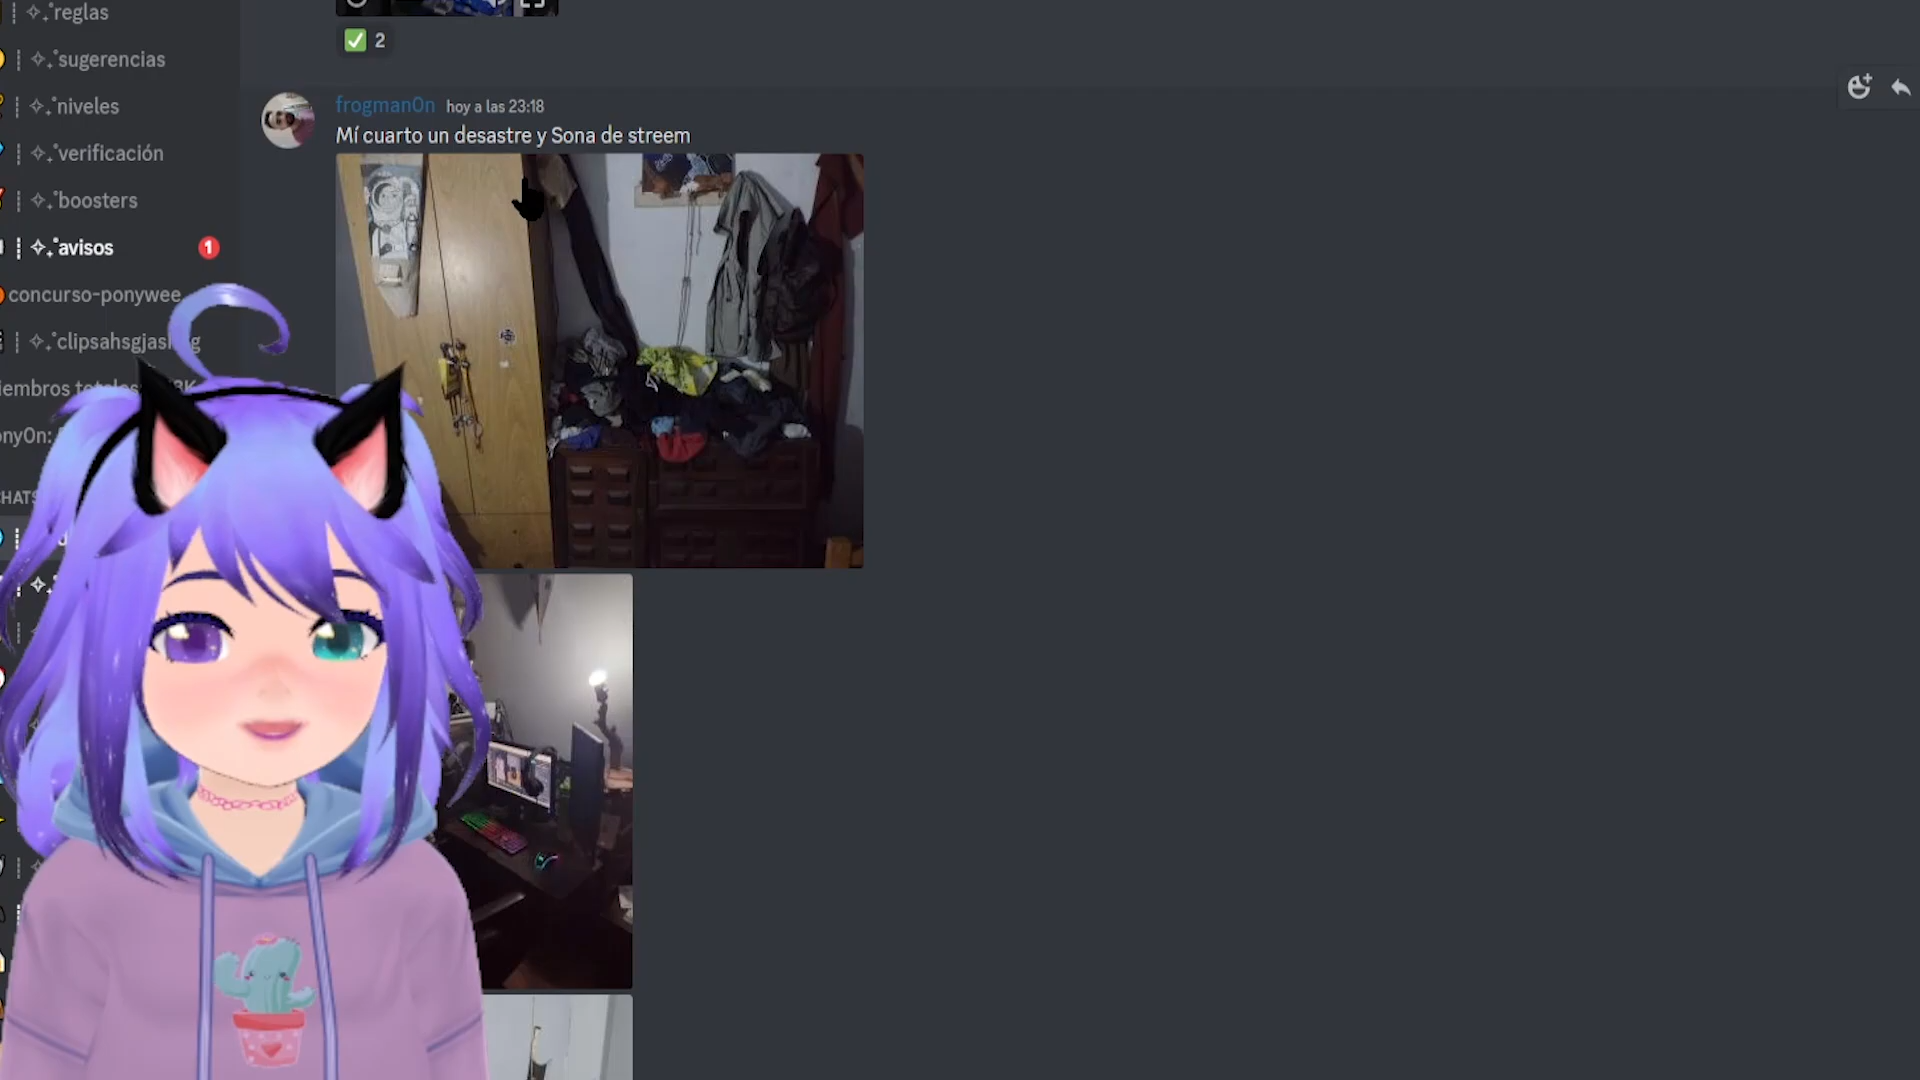 reglas
sugerencias
niveles
verificación
boosters
avisos
1
concurso-ponywee
2
frogman0n hoy a las 23:18
Mí cuarto un desastre y Sona de streem